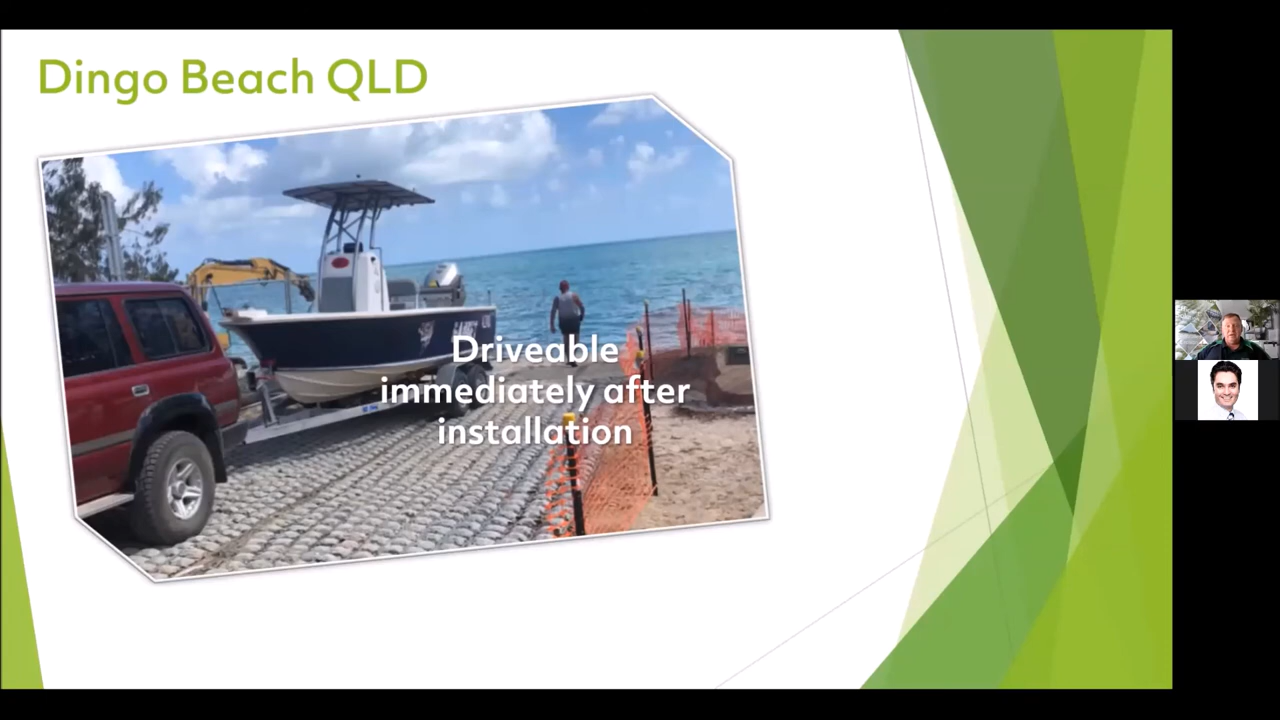 Dingo Beach QLD
Driveable
immediately after
installation